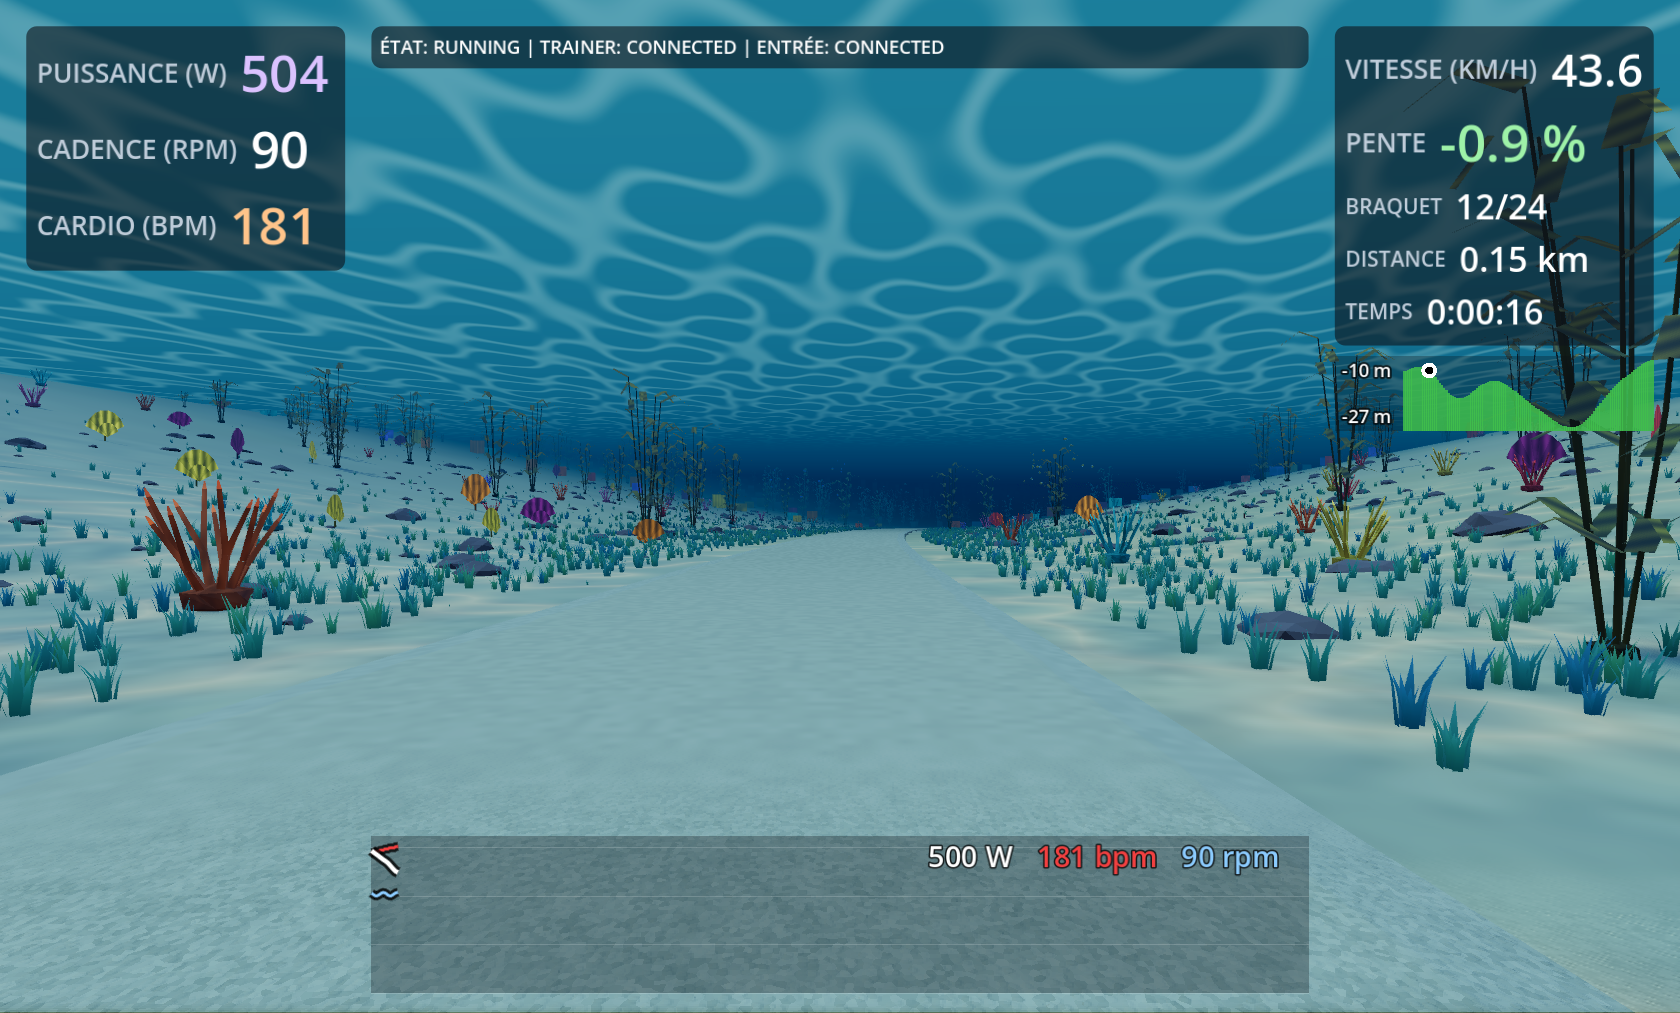 PUISSANCE (W) 504
CADENCE (RPM) 90
CARDIO (BPM) 181
ÉTAT: RUNNING | TRAINER: CONNECTED | ENTRÉE: CONNECTED
VITESSE (KM/H) 43.6
PENTE -0.9 %
BRAQUET 12/24
DISTANCE 0.15 km
TEMPS 0:00:16
-10 m
-27 m
500 W 181 bpm 90 rpm